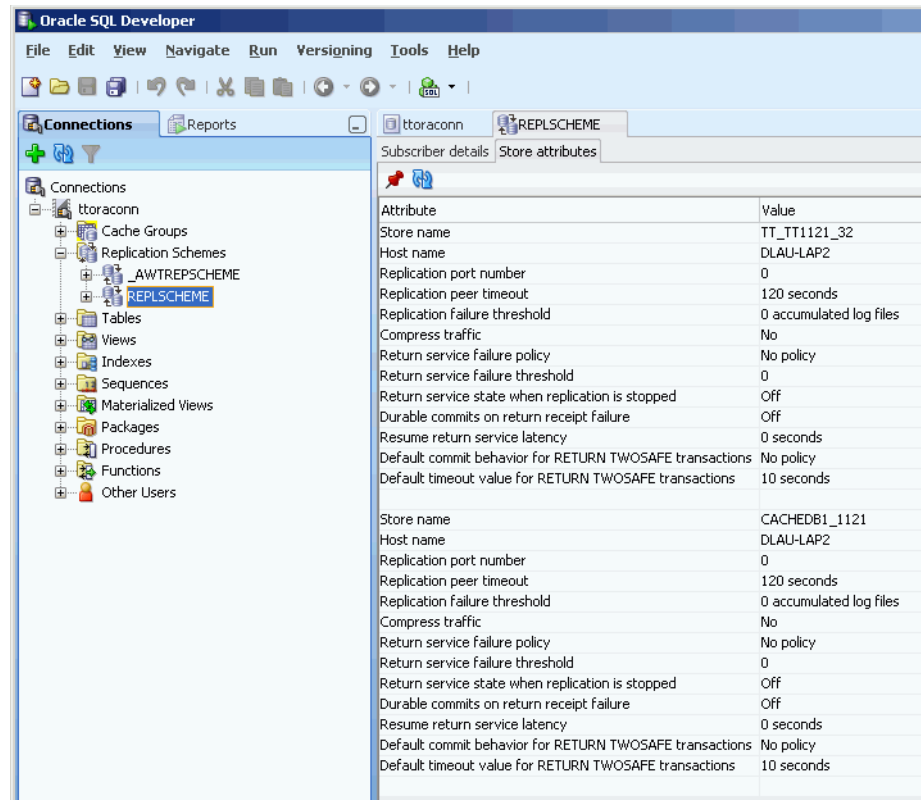 Oracle SQL Developer
File Edit View Navigate Run Versioning Tools Help
SQL
Connections Reports
ttoraconn REPLSCHEME
Subscriber details Store attributes
Connections
ttoraconn
Cache Groups
Replication Schemes
_AWTREPSCHEME
REPLSCHEME
Tables
Views
Indexes
Sequences
Materialized Views
Packages
Procedures
Functions
Other Users
Attribute Value
Store name TT_TT1121_32
Host name DLAU-LAP2
Replication port number 0
Replication peer timeout 120 seconds
Replication failure threshold 0 accumulated log files
Compress traffic No
Return service failure policy No policy
Return service failure threshold 0
Return service state when replication is stopped Off
Durable commits on return receipt failure Off
Resume return service latency 0 seconds
Default commit behavior for RETURN TWOSAFE transactions No policy
Default timeout value for RETURN TWOSAFE transactions 10 seconds
Store name CACHEDB1_1121
Host name DLAU-LAP2
Replication port number 0
Replication peer timeout 120 seconds
Replication failure threshold 0 accumulated log files
Compress traffic No
Return service failure policy No policy
Return service failure threshold 0
Return service state when replication is stopped Off
Durable commits on return receipt failure Off
Resume return service latency 0 seconds
Default commit behavior for RETURN TWOSAFE transactions No policy
Default timeout value for RETURN TWOSAFE transactions 10 seconds